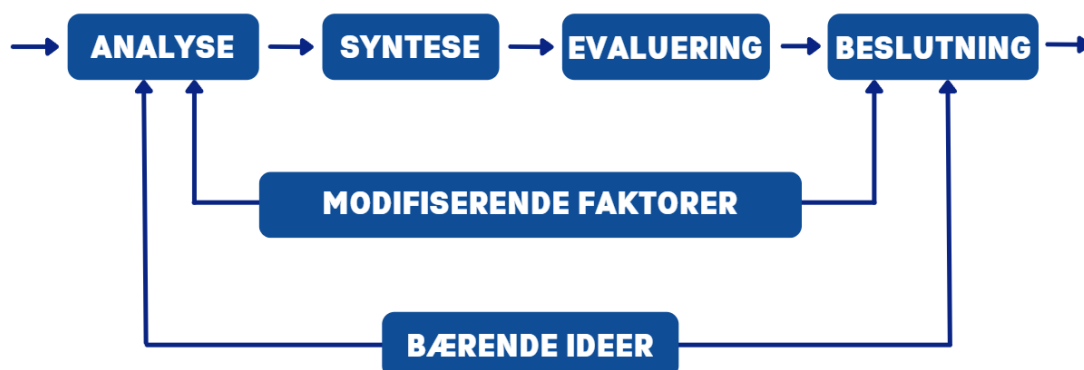 ANALYSE
SYNTESE
EVALUERING
BESLUTNING
MODIFISERENDE FAKTORER
BÆRENDE IDEER